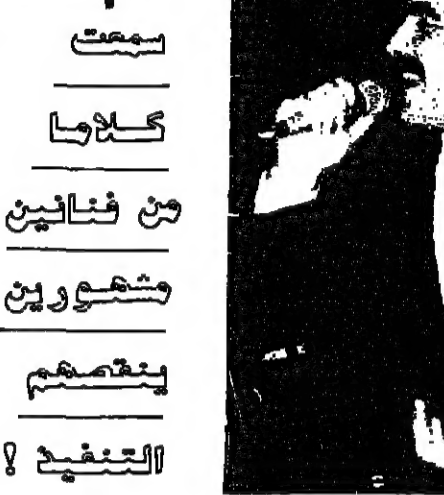 سمعت
كلاما
من فنانين
مشهورين
ينقصهم
التنفيذ !